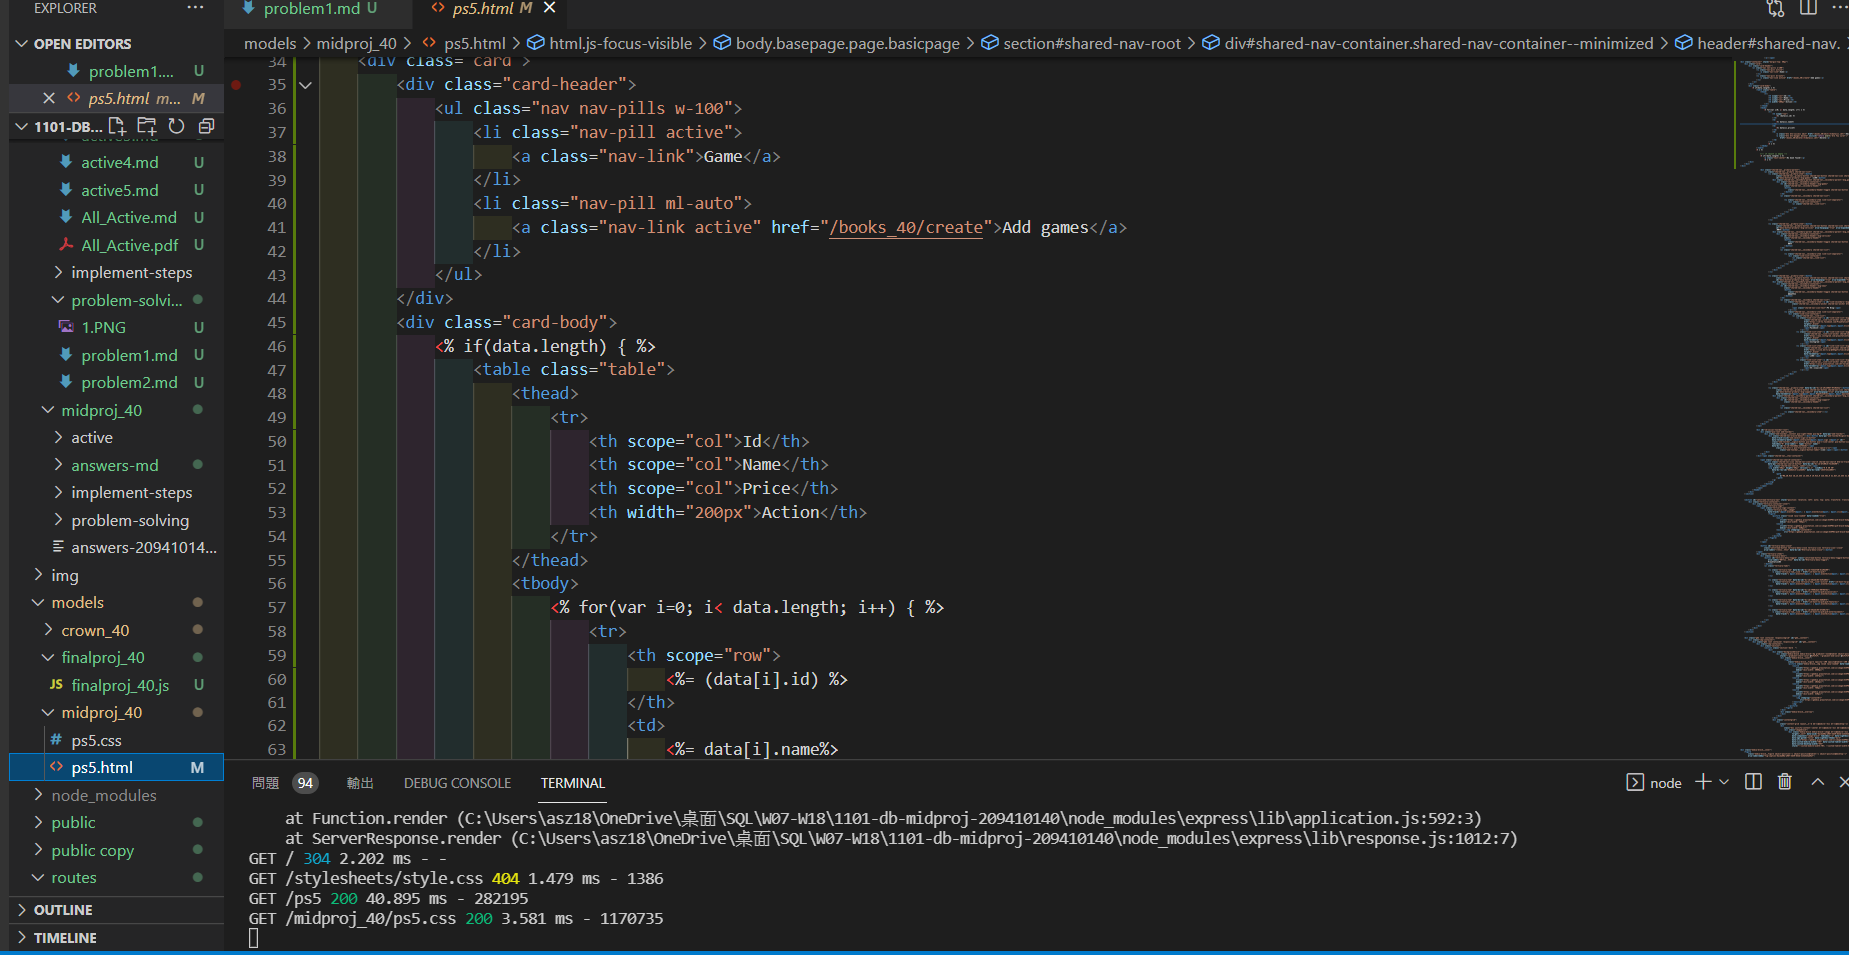 EXPLORER ···
problem1.md U
<> ps5.html M ×
OPEN EDITORS
problem1.... U
× <> ps5.html m... M
1101-DB...
active4.md U
active5.md U
All_Active.md U
All_Active.pdf U
implement-steps
problem-solvi...
1.PNG U
problem1.md U
problem2.md U
midproj_40
active
answers-md
implement-steps
problem-solving
answers-20941014...
img
models
crown_40
finalproj_40
JS finalproj_40.js U
midproj_40
# ps5.css
<> ps5.html M
node_modules
public
public copy
routes
OUTLINE
TIMELINE
models > midproj_40 > <> ps5.html > html.js-focus-visible > body.basepage.page.basicpage > section#shared-nav-root > div#shared-nav-container.shared-nav-container--minimized > header#shared-nav.
34 <div class="card">
35 <div class="card-header">
36 <ul class="nav nav-pills w-100">
37 <li class="nav-pill active">
38 <a class="nav-link">Game</a>
39 </li>
40 <li class="nav-pill ml-auto">
41 <a class="nav-link active" href="/books_40/create">Add games</a>
42 </li>
43 </ul>
44 </div>
45 <div class="card-body">
46 <% if(data.length) { %>
47 <table class="table">
48 <thead>
49 <tr>
50 <th scope="col">Id</th>
51 <th scope="col">Name</th>
52 <th scope="col">Price</th>
53 <th width="200px">Action</th>
54 </tr>
55 </thead>
56 <tbody>
57 <% for(var i=0; i< data.length; i++) { %>
58 <tr>
59 <th scope="row">
60 <%= (data[i].id) %>
61 </th>
62 <td>
63 <%= data[i].name%>
問題 94 輸出 DEBUG CONSOLE TERMINAL node
at Function.render (C:\Users\asz18\OneDrive\桌面\SQL\W07-W18\1101-db-midproj-209410140\node_modules\express\lib\application.js:592:3)
at ServerResponse.render (C:\Users\asz18\OneDrive\桌面\SQL\W07-W18\1101-db-midproj-209410140\node_modules\express\lib\response.js:1012:7)
GET / 304 2.202 ms - -
GET /stylesheets/style.css 404 1.479 ms - 1386
GET /ps5 200 40.895 ms - 282195
GET /midproj_40/ps5.css 200 3.581 ms - 1170735